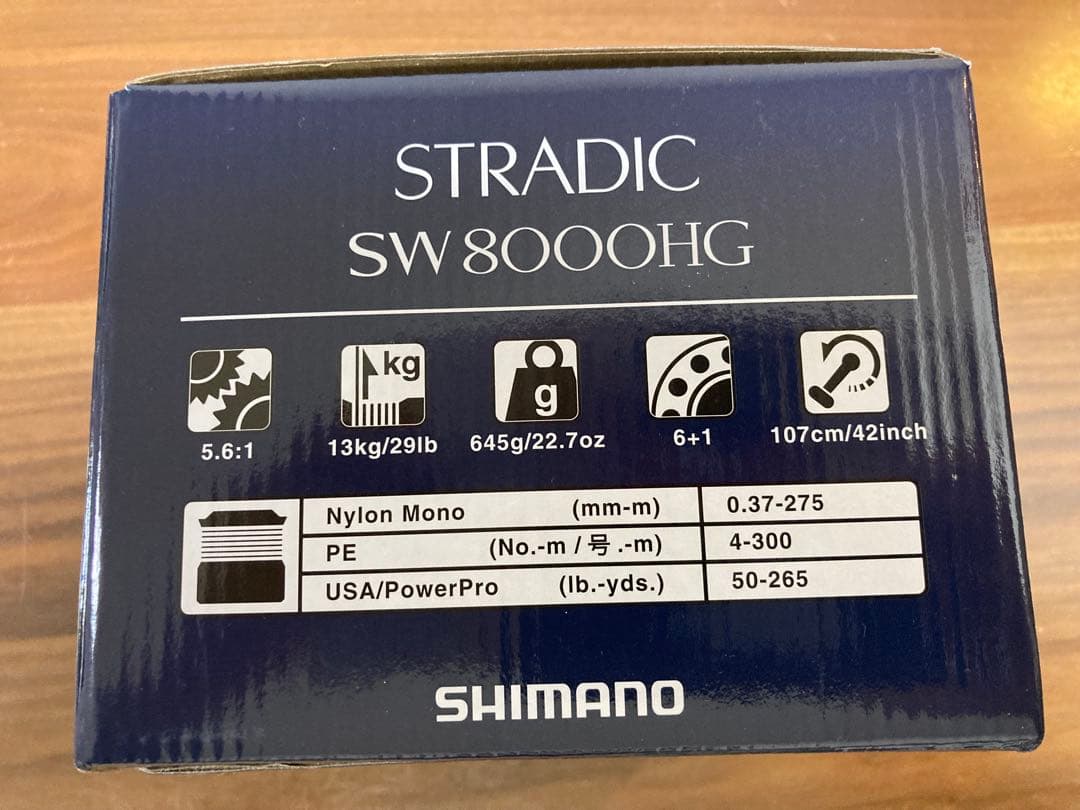 STRADIC
SW 8000HG
kg
g
5.6:1 13kg/29lb 645g/22.7oz 6+1 107cm/42inch
Nylon Mono (mm-m) 0.37-275
PE (No.-m / 号 .-m) 4-300
USA/PowerPro (lb.-yds.) 50-265
SHIMANO